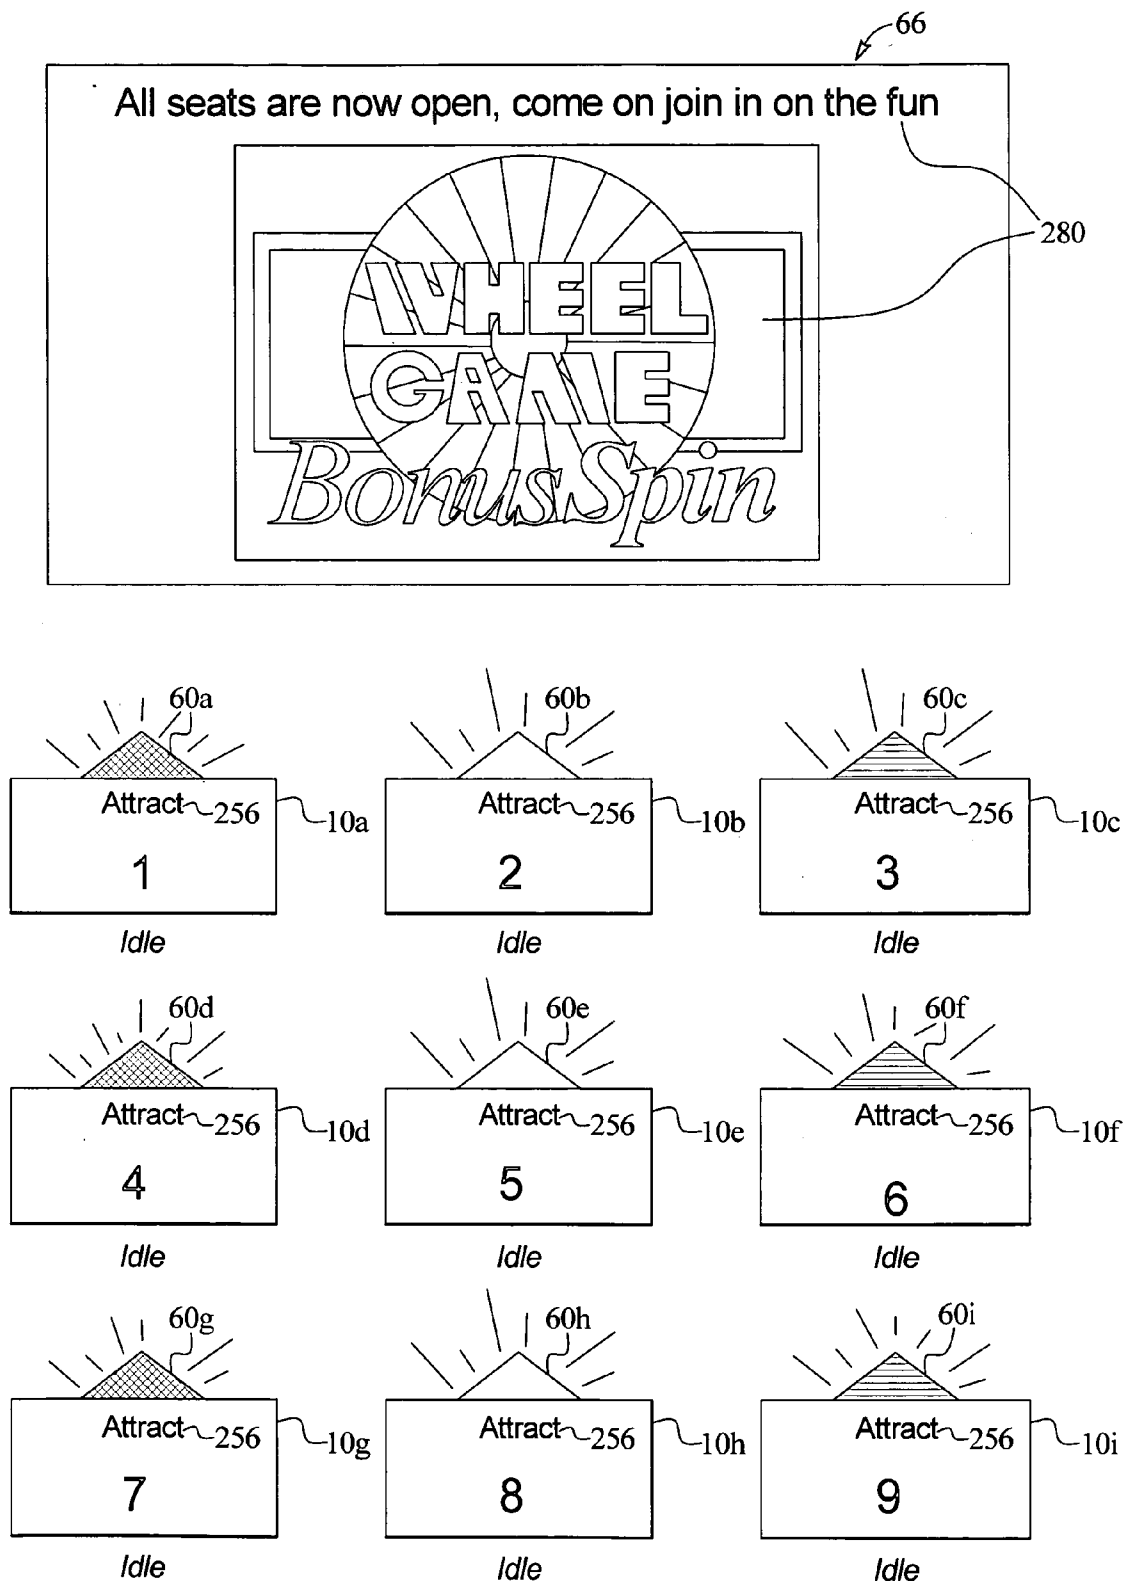 66
All seats are now open, come on join in on the fun
280
WHEEL
GAME
Bonus Spin
60a 60b 60c
Attract 256 10a Attract 256 10b Attract 256 10c
1 2 3
Idle Idle Idle
60d 60e 60f
Attract 256 10d Attract 256 10e Attract 256 10f
4 5 6
Idle Idle Idle
60g 60h 60i
Attract 256 10g Attract 256 10h Attract 256 10i
7 8 9
Idle Idle Idle